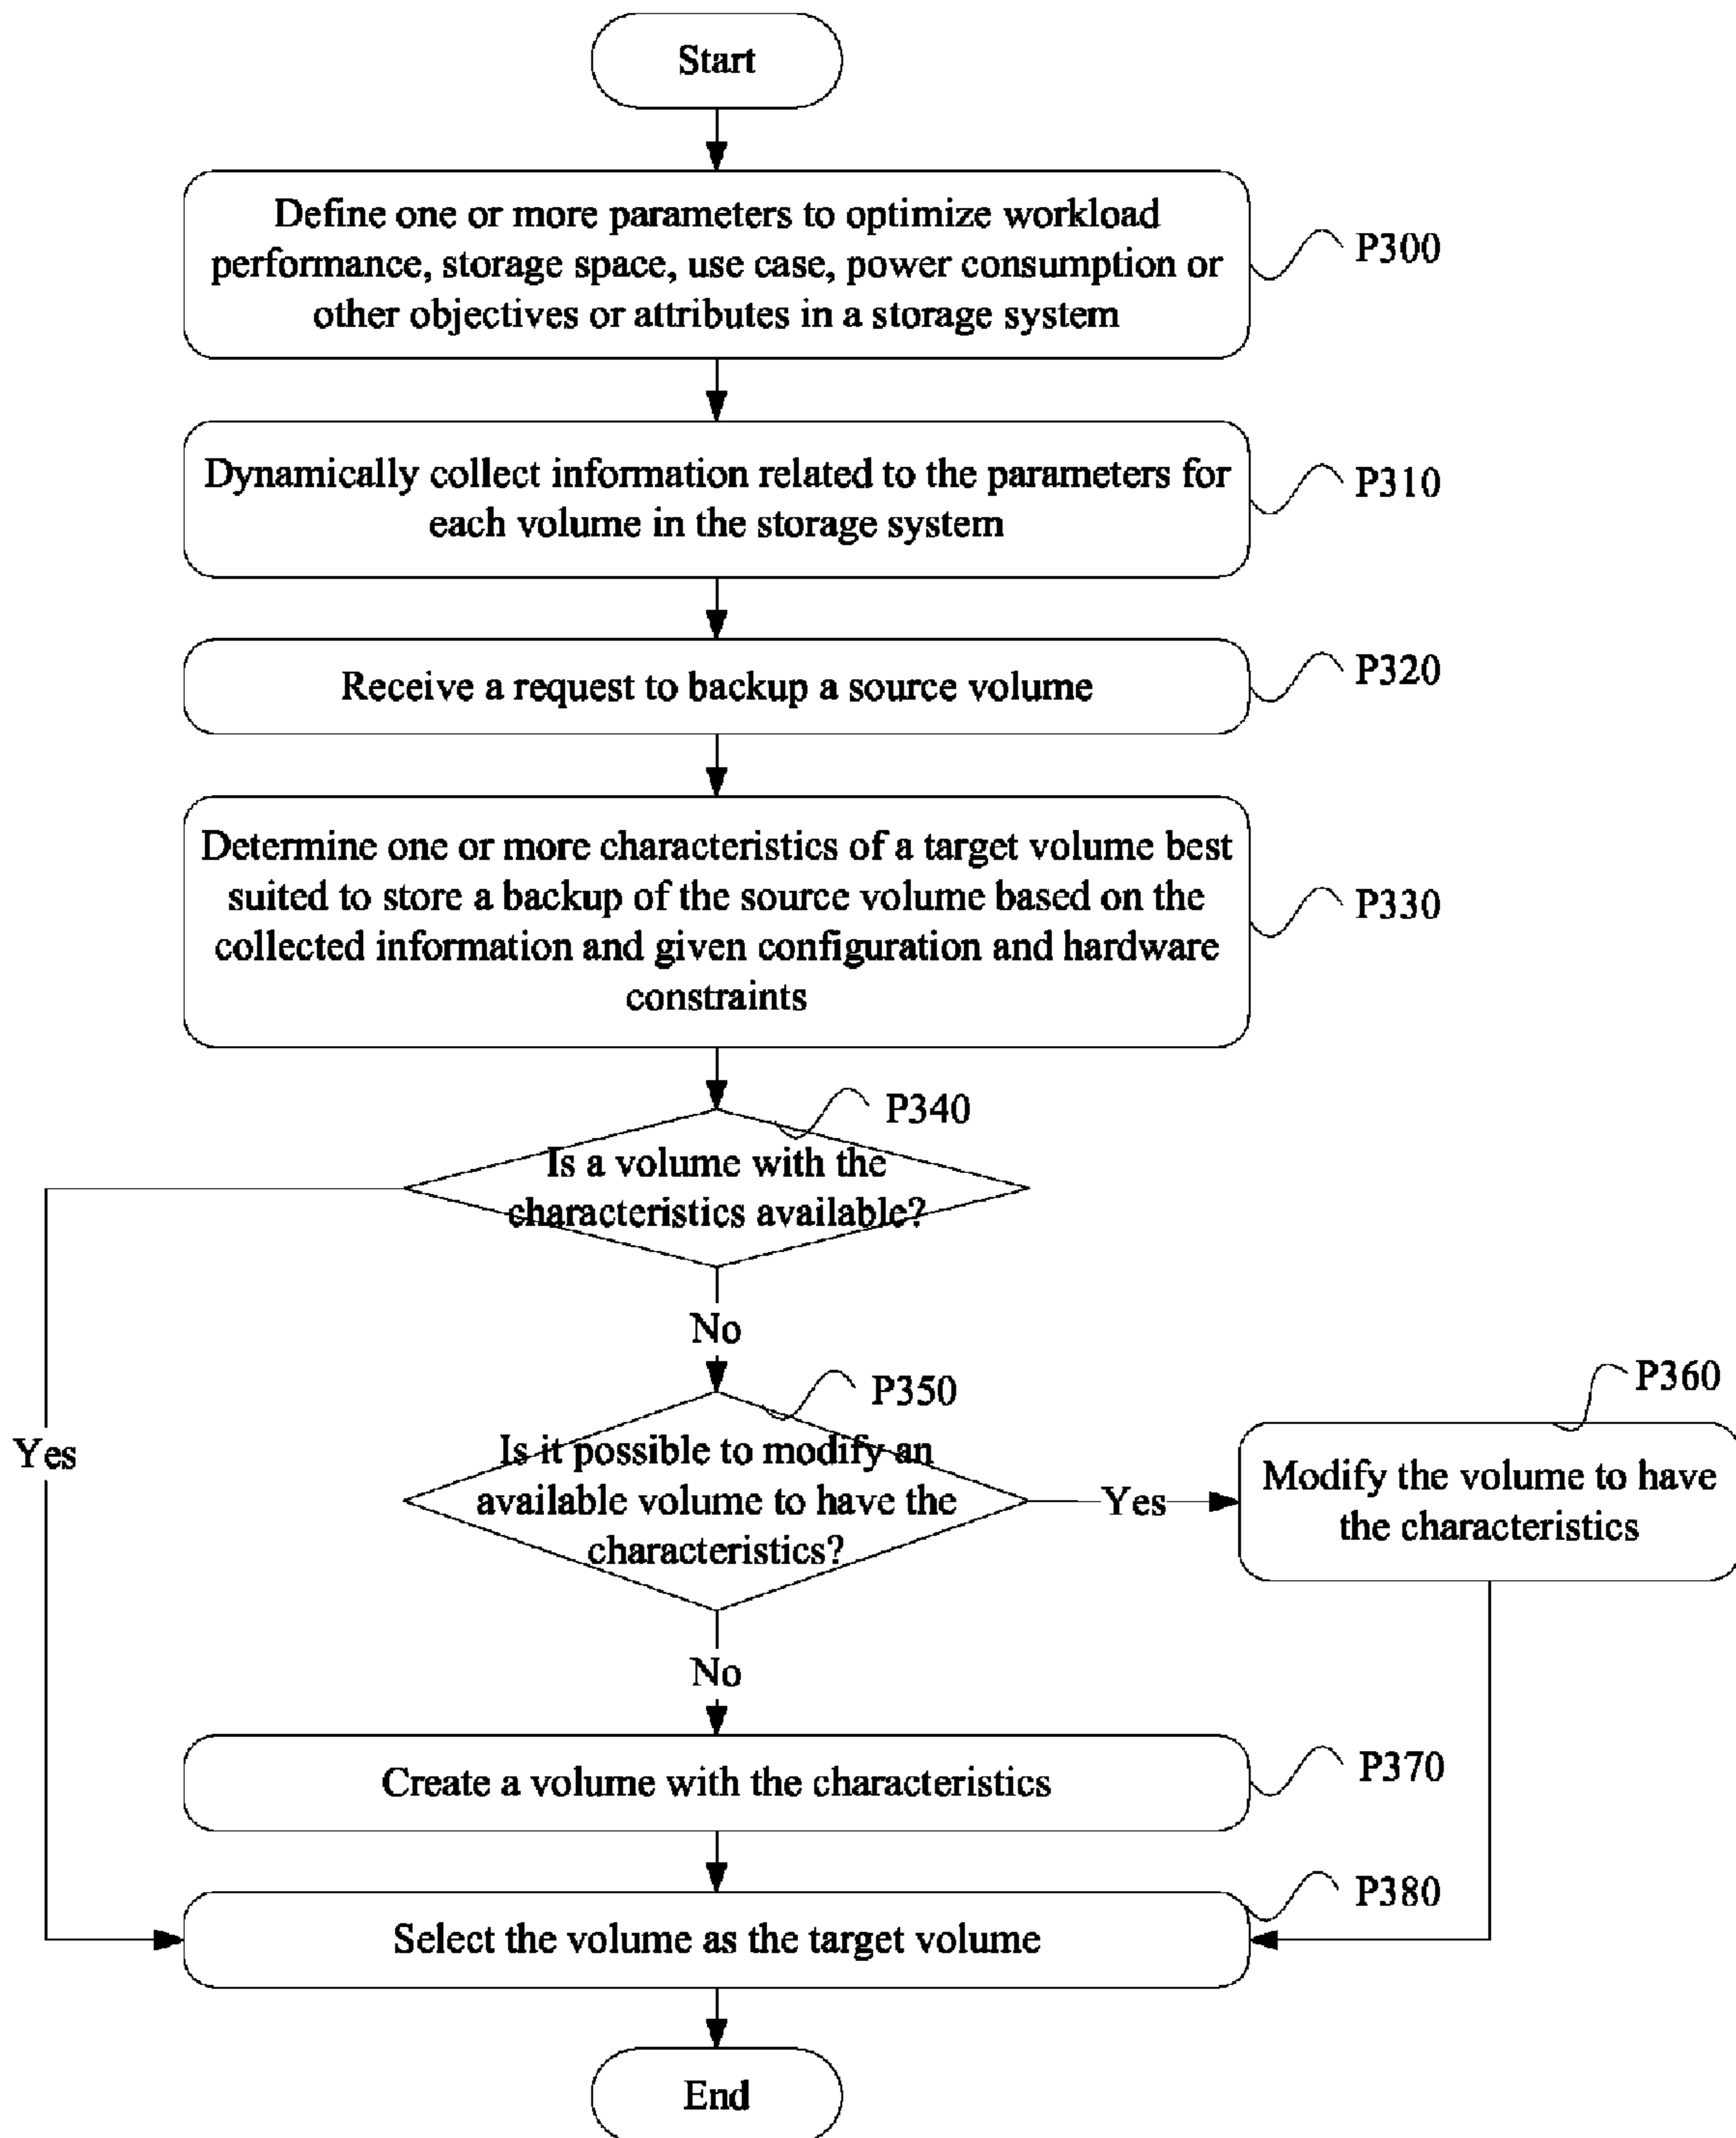 Start
Define one or more parameters to optimize workload
performance, storage space, use case, power consumption or
other objectives or attributes in a storage system
P300
Dynamically collect information related to the parameters for
each volume in the storage system
P310
Receive a request to backup a source volume
P320
Determine one or more characteristics of a target volume best
suited to store a backup of the source volume based on the
collected information and given configuration and hardware
constraints
P330
P340
Is a volume with the
characteristics available?
No
Yes
P350
Is it possible to modify an
available volume to have the
characteristics?
Yes
P360
Modify the volume to have
the characteristics
No
Create a volume with the characteristics
P370
Select the volume as the target volume
P380
End